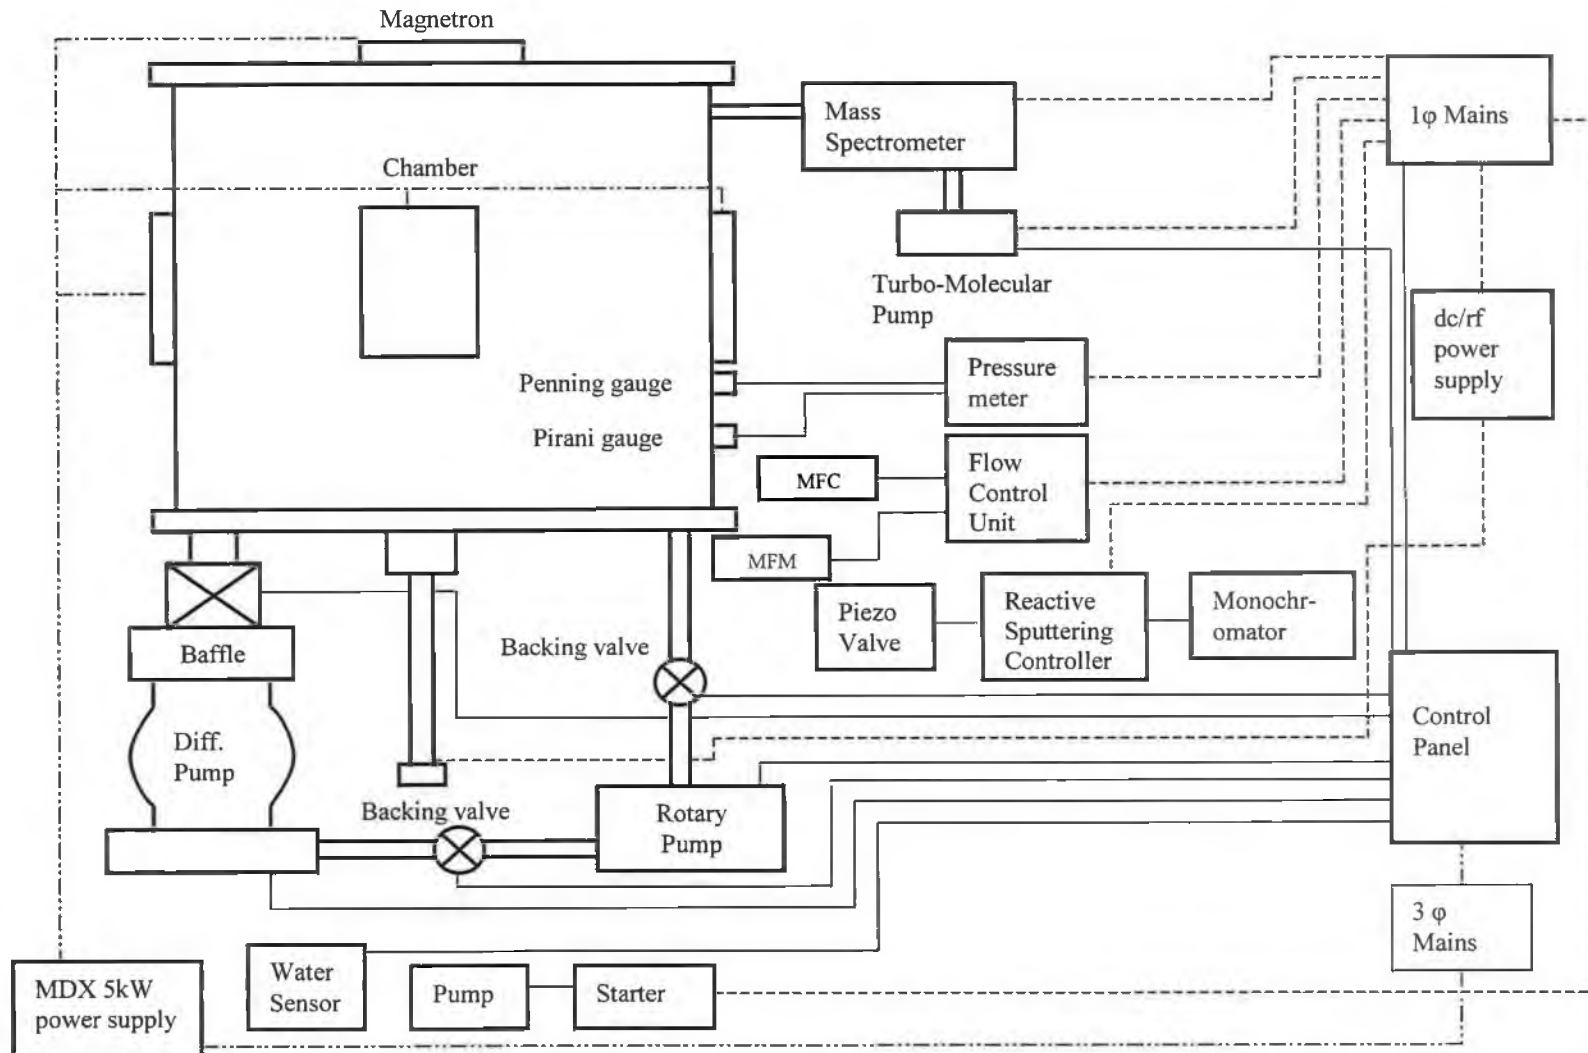 Magnetron
Mass
Spectrometer
1φ Mains
Chamber
Turbo-Molecular
Pump
dc/rf
power
supply
Penning gauge
Pressure
meter
Pirani gauge
MFC
Flow
Control
Unit
MFM
Piezo
Valve
Reactive
Sputtering
Controller
Monochr-
omator
Backing valve
Baffle
Control
Panel
Diff.
Pump
Backing valve
Rotary
Pump
3 φ
Mains
Water
Sensor
Pump
Starter
MDX 5kW
power supply